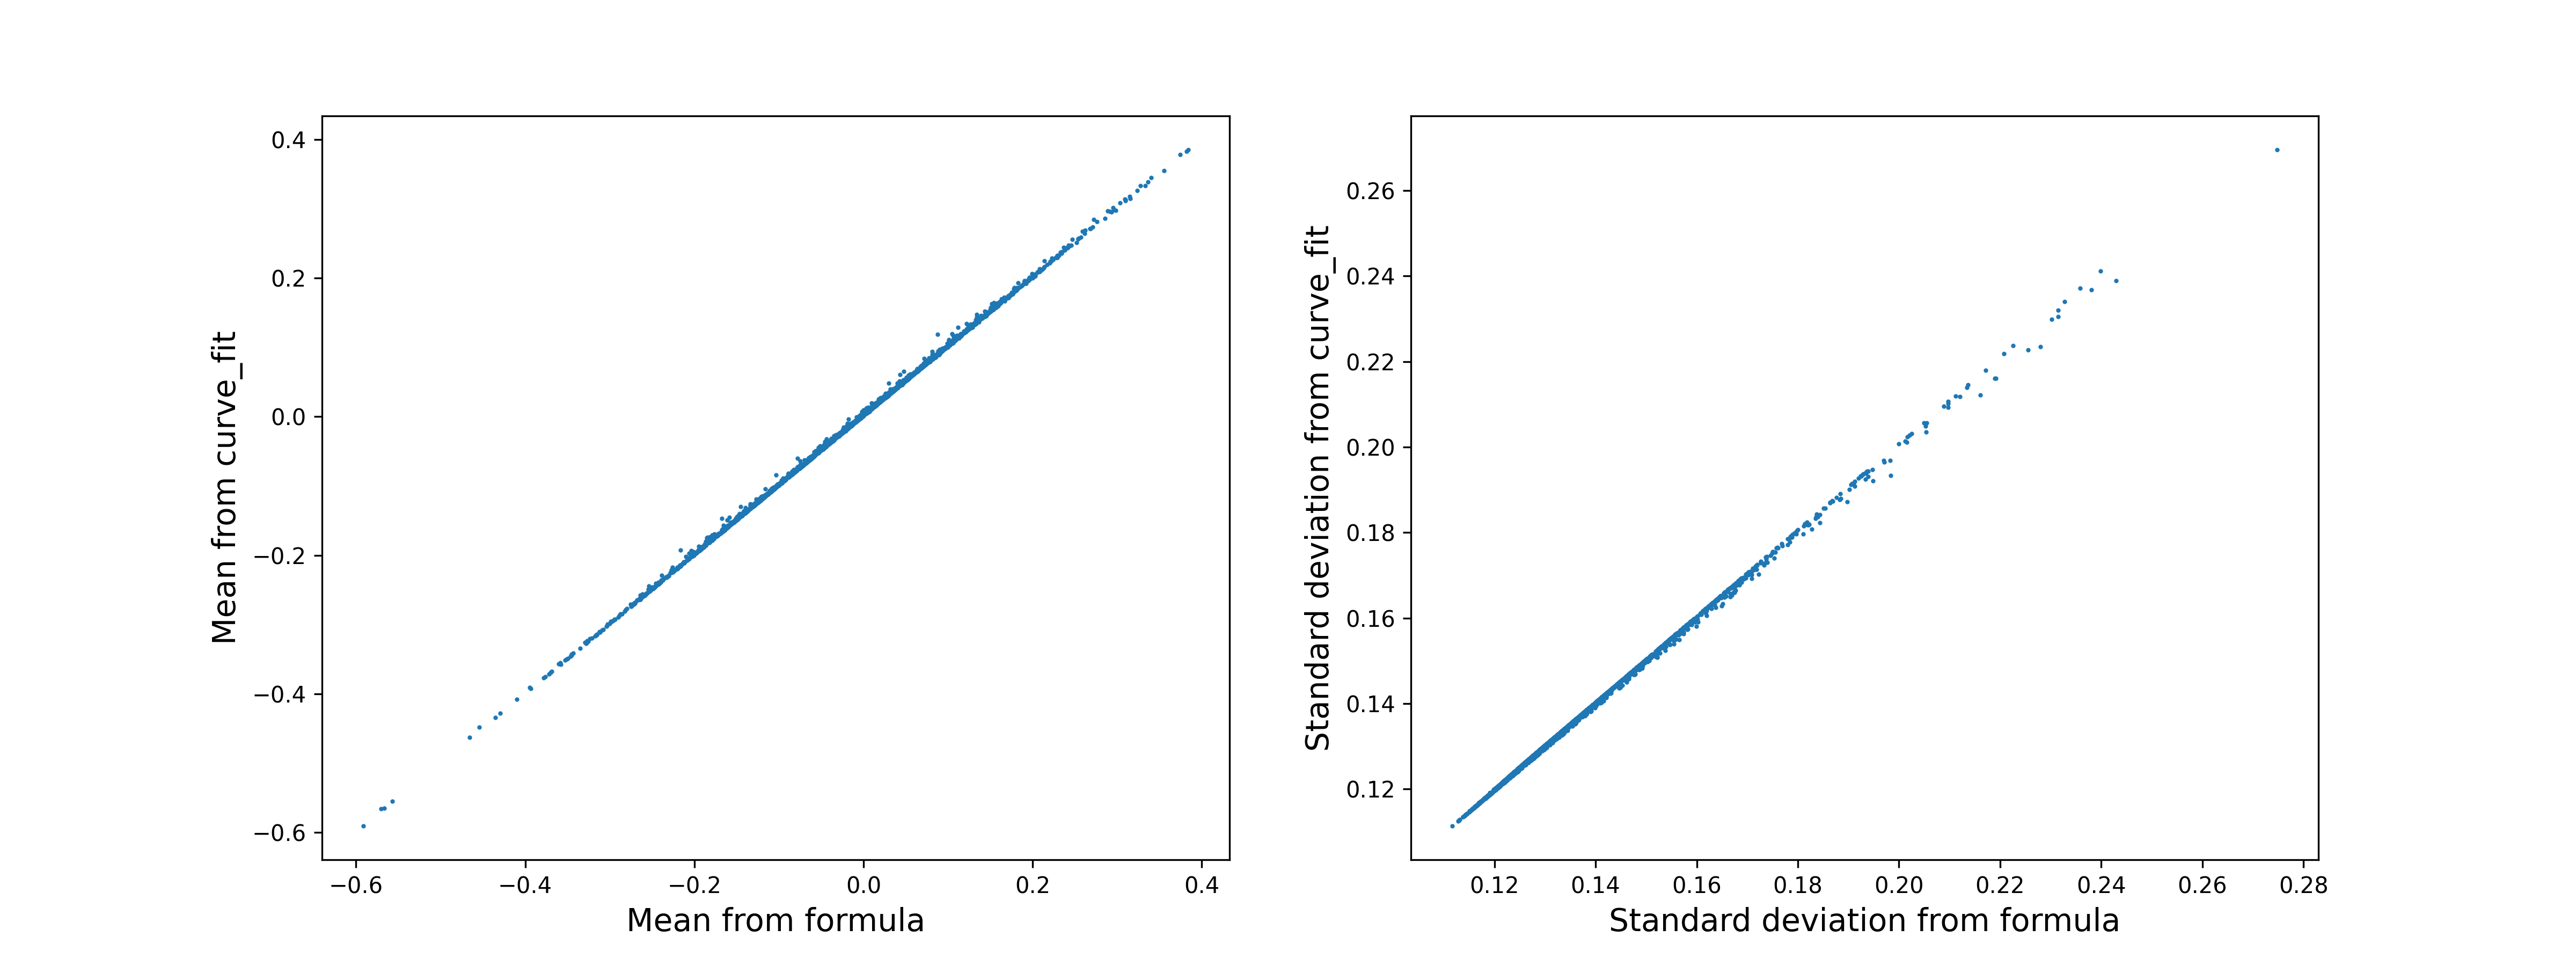 Mean from curve_fit
0.4
0.2
0.0
−0.2
−0.4
−0.6
−0.6 −0.4 −0.2 0.0 0.2 0.4
Mean from formula
Standard deviation from curve_fit
0.26
0.24
0.22
0.20
0.18
0.16
0.14
0.12
0.12 0.14 0.16 0.18 0.20 0.22 0.24 0.26 0.28
Standard deviation from formula